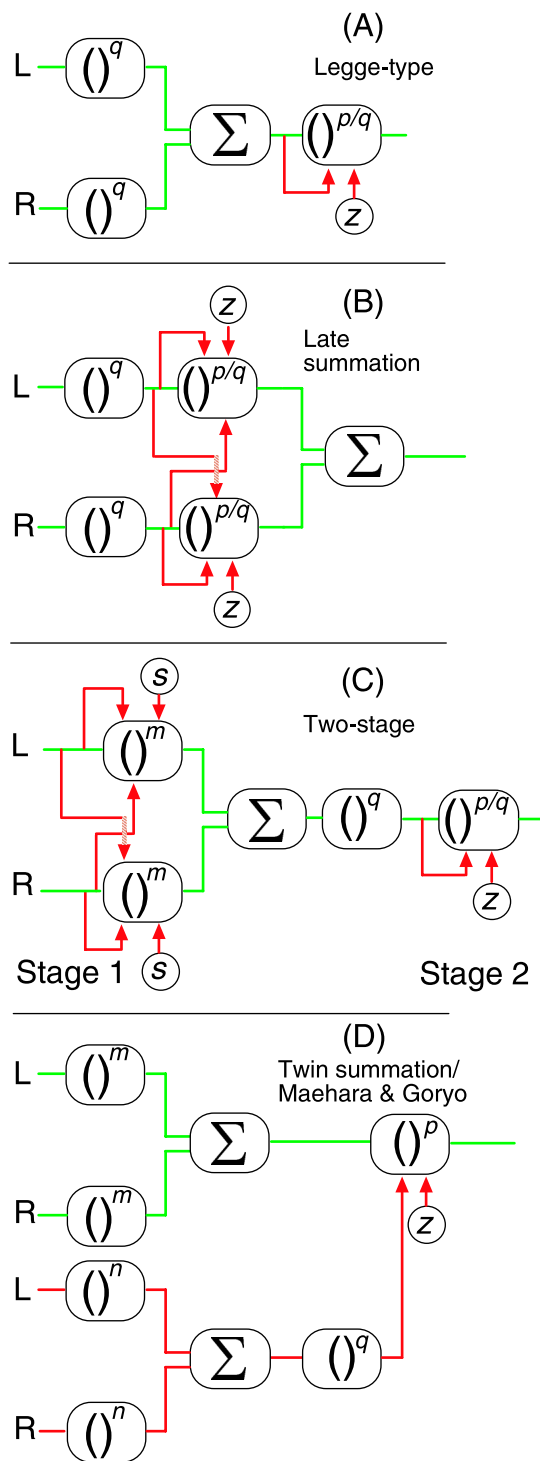 (A)
Legge-type
L ()^q
Σ ()^{p/q}
R ()^q
z
(B)
z
Late
summation
L ()^q ()^{p/q}
Σ
R ()^q ()^{p/q}
z
(C)
s
Two-stage
L ()^m
Σ ()^q ()^{p/q}
R ()^m
z
Stage 1 s Stage 2
(D)
L ()^m
Twin summation/
Maehara & Goryo
Σ ()^p
R ()^m
z
L ()^n
Σ ()^q
R ()^n